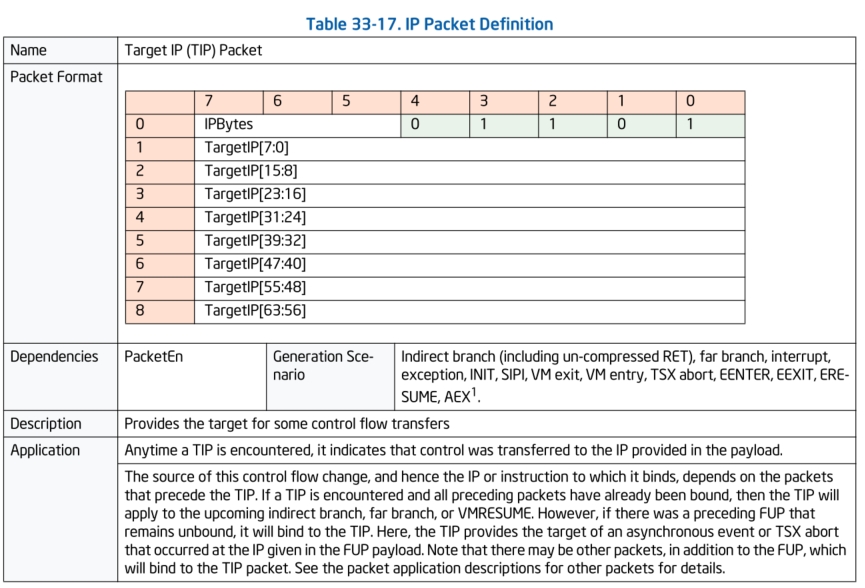 Table 33-17. IP Packet Definition
Name Target IP (TIP) Packet
Packet Format
7 6 5 4 3 2 1 0
0 IPBytes 0 1 1 0 1
1 TargetIP[7:0]
2 TargetIP[15:8]
3 TargetIP[23:16]
4 TargetIP[31:24]
5 TargetIP[39:32]
6 TargetIP[47:40]
7 TargetIP[55:48]
8 TargetIP[63:56]
Dependencies PacketEn Generation Sce-
nario
Indirect branch (including un-compressed RET), far branch, interrupt,
exception, INIT, SIPI, VM exit, VM entry, TSX abort, EENTER, EEXIT, ERE-
SUME, AEX1.
Description Provides the target for some control flow transfers
Application Anytime a TIP is encountered, it indicates that control was transferred to the IP provided in the payload.
The source of this control flow change, and hence the IP or instruction to which it binds, depends on the packets
that precede the TIP. If a TIP is encountered and all preceding packets have already been bound, then the TIP will
apply to the upcoming indirect branch, far branch, or VMRESUME. However, if there was a preceding FUP that
remains unbound, it will bind to the TIP. Here, the TIP provides the target of an asynchronous event or TSX abort
that occurred at the IP given in the FUP payload. Note that there may be other packets, in addition to the FUP, which
will bind to the TIP packet. See the packet application descriptions for other packets for details.